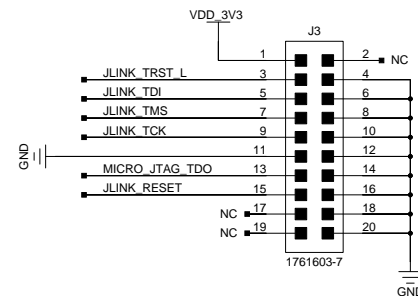 VDD_3V3
J3
1 2 NC
JLINK_TRST_L 3 4
JLINK_TDI 5 6
JLINK_TMS 7 8
JLINK_TCK 9 10
GND 11 12
MICRO_JTAG_TDO 13 14
JLINK_RESET 15 16
NC 17 18
NC 19 20
1761603-7
GND